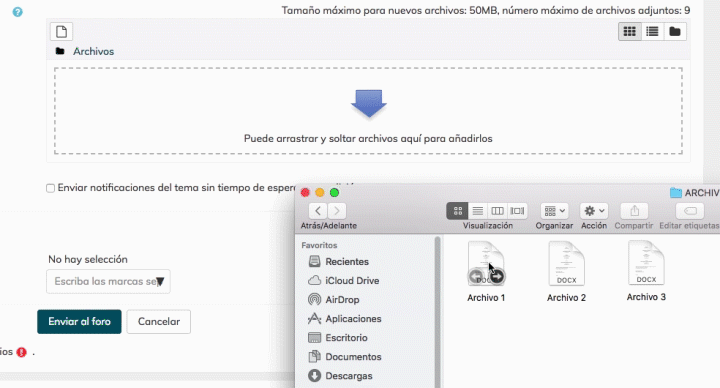 Tamaño máximo para nuevos archivos: 50MB, número máximo de archivos adjuntos: 9
Archivos
Puede arrastrar y soltar archivos aquí para añadirlos
Enviar notificaciones del tema sin tiempo de espera
No hay selección
Escriba las marcas
Enviar al foro
Cancelar
ios
ARCHIV
Atrás/Adelante
Visualización
Organizar
Acción
Compartir
Editar etiquetas
Favoritos
Recientes
iCloud Drive
AirDrop
Aplicaciones
Escritorio
Documentos
Descargas
DOCX
DOCX
DOCX
Archivo 1
Archivo 2
Archivo 3